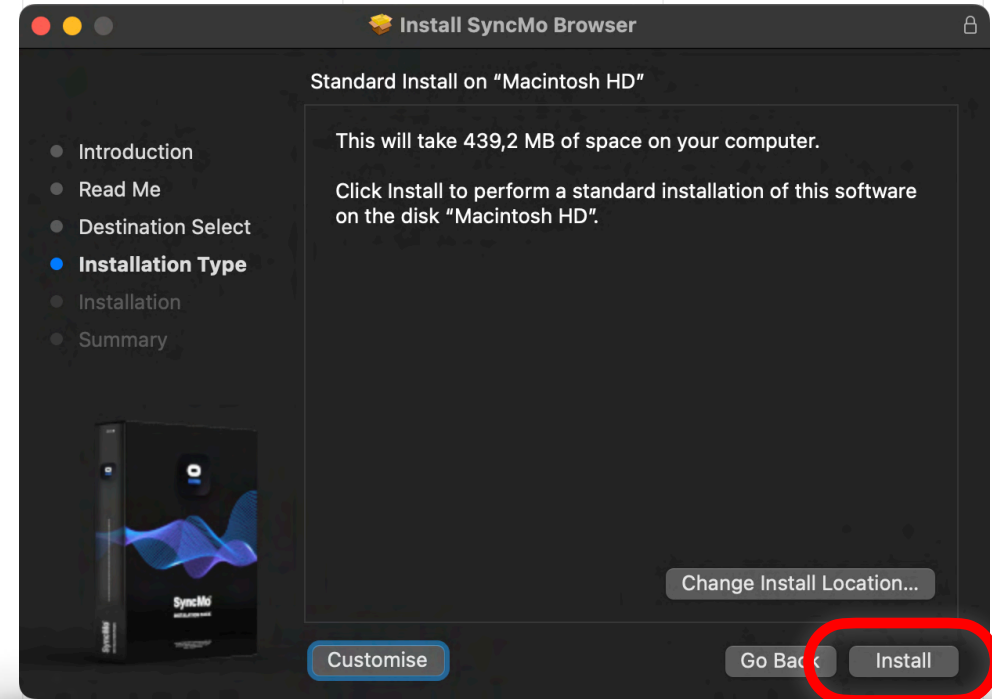 Install SyncMo Browser
Standard Install on “Macintosh HD”
Introduction
Read Me
Destination Select
Installation Type
Installation
Summary
This will take 439,2 MB of space on your computer.
Click Install to perform a standard installation of this software
on the disk “Macintosh HD”.
SyncMo
SyncMo
Change Install Location...
Customise
Go Back
Install